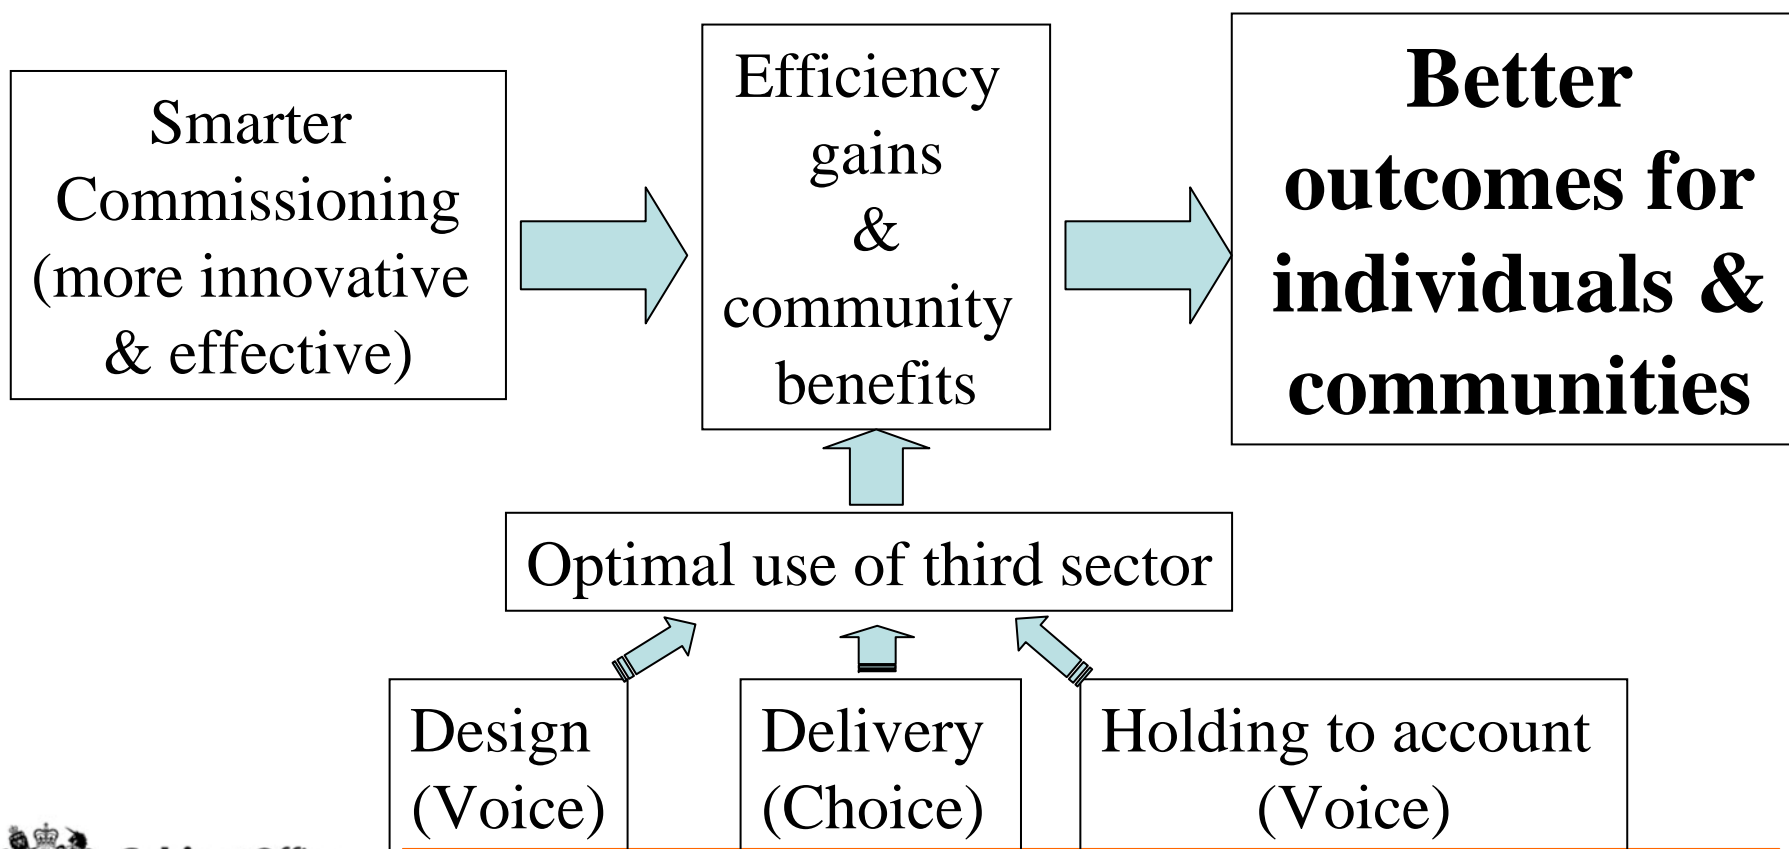 Smarter
Commissioning
(more innovative
& effective)
Efficiency
gains
&
community
benefits
Better
outcomes for
individuals &
communities
Optimal use of third sector
Design
(Voice)
Delivery
(Choice)
Holding to account
(Voice)